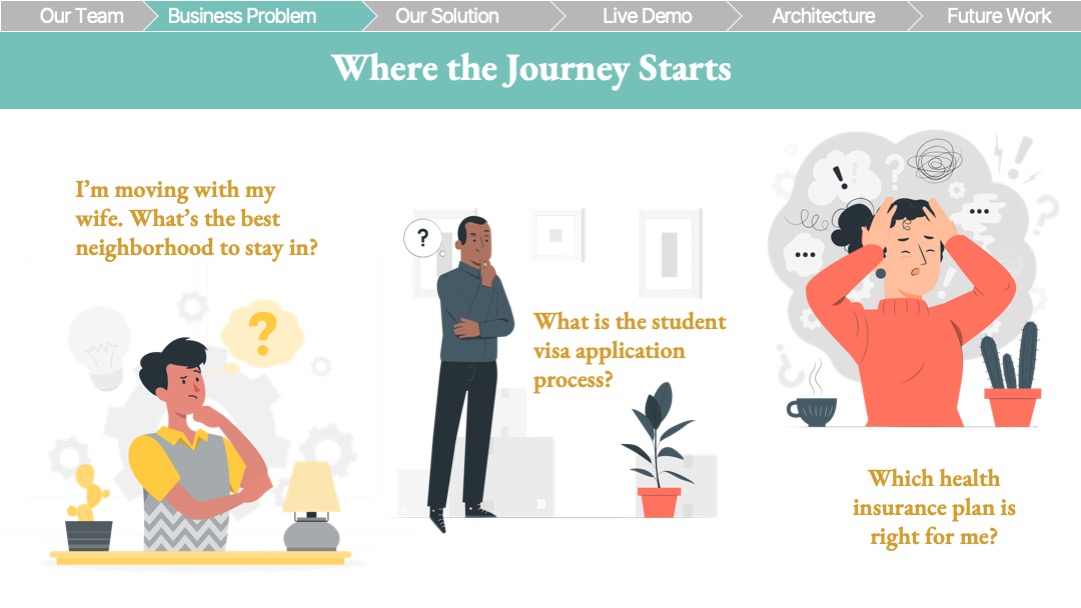 Our Team
Business Problem
Our Solution
Live Demo
Architecture
Future Work
Where the Journey Starts
I’m moving with my
wife. What’s the best
neighborhood to stay in?
?
?
What is the student
visa application
process?
!
?
!
?
?
Which health
insurance plan is
right for me?